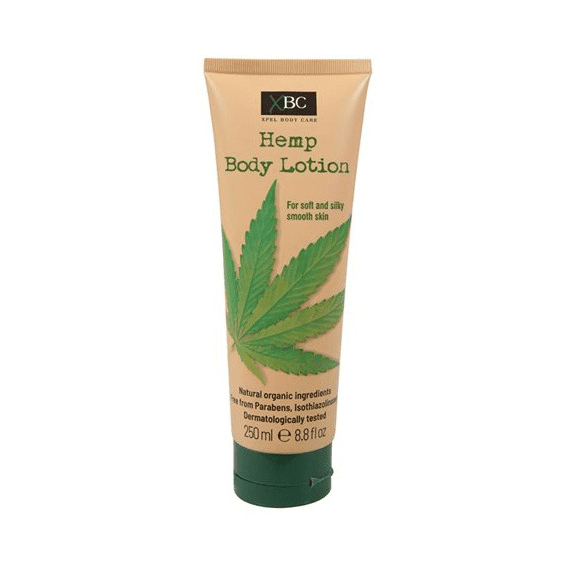 XBC
XPEL BODY CARE
Hemp
Body Lotion
For soft and silky
smooth skin
Natural organic ingredients
Free from Parabens,
Dermatologically tested
250 ml e 8.8 fl oz